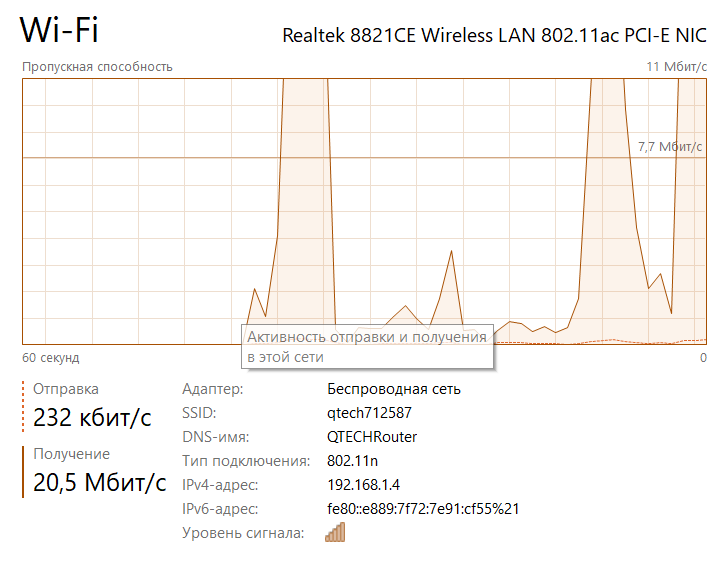 Wi-Fi
Realtek 8821CE Wireless LAN 802.11ac PCI-E NIC
Пропускная способность
11 Мбит/с
7,7 Мбит/с
Активность отправки и получения
в этой сети
60 секунд
0
Отправка
232 кбит/с
Получение
20,5 Мбит/с
Адаптер: Беспроводная сеть
SSID: qtech712587
DNS-имя: QTECHRouter
Тип подключения: 802.11n
IPv4-адрес: 192.168.1.4
IPv6-адрес: fe80::e889:7f72:7e91:cf55%21
Уровень сигнала: